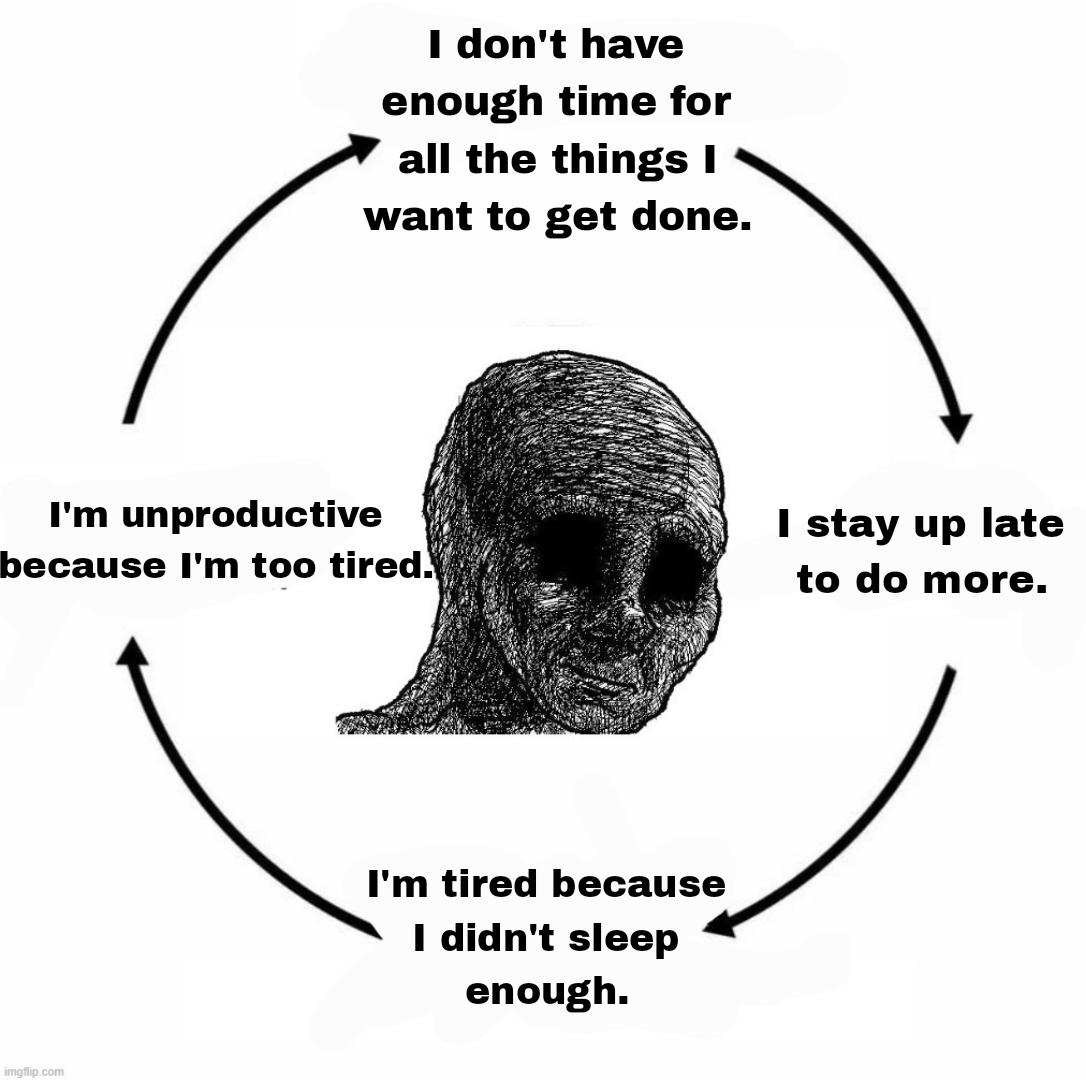 I don't have
enough time for
all the things I
want to get done.
I stay up late
to do more.
I'm tired because
I didn't sleep
enough.
I'm unproductive
because I'm too tired.
imgflip.com